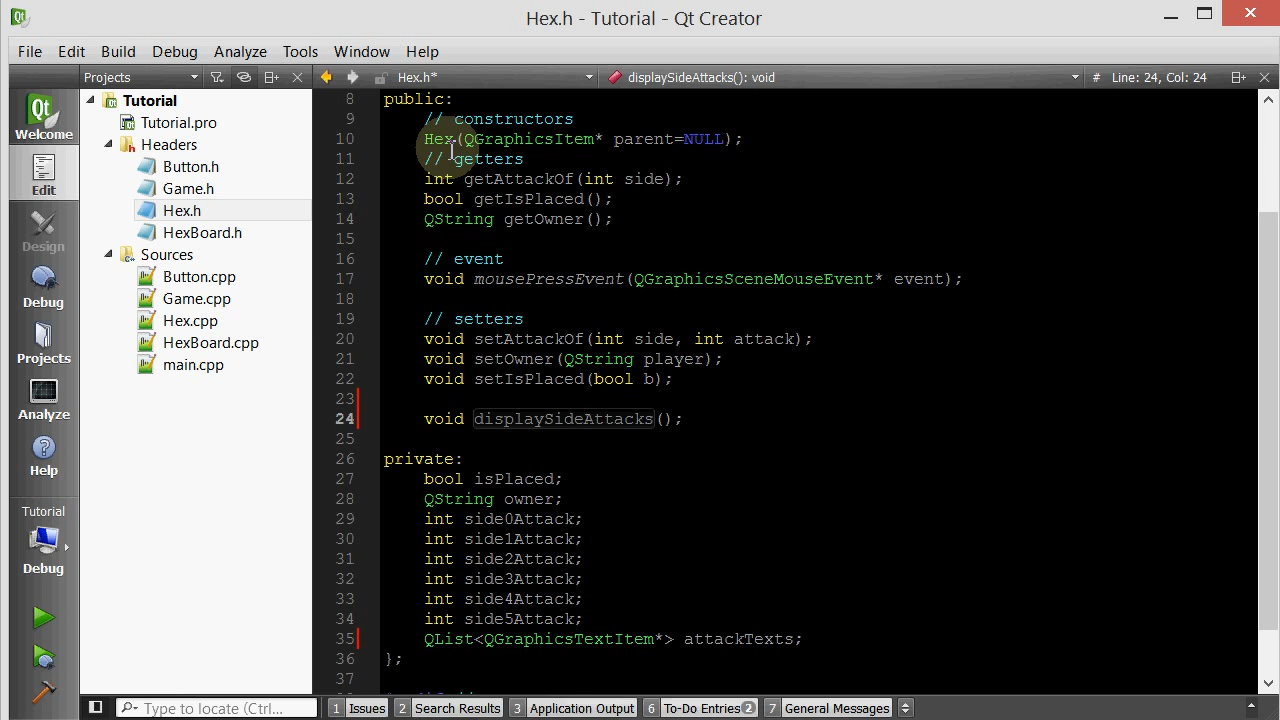 Hex.h - Tutorial - Qt Creator
File Edit Build Debug Analyze Tools Window Help
Projects Hex.h* displaySideAttacks(): void # Line: 24, Col: 24
Qt
Welcome
Edit
Design
Debug
Projects
Analyze
Help
Tutorial
Debug
Tutorial
Tutorial.pro
Headers
Button.h
Game.h
Hex.h
HexBoard.h
Sources
Button.cpp
Game.cpp
Hex.cpp
HexBoard.cpp
main.cpp
8 public:
9 // constructors
10 Hex(QGraphicsItem* parent=NULL);
11 // getters
12 int getAttackOf(int side);
13 bool getIsPlaced();
14 QString getOwner();
15
16 // event
17 void mousePressEvent(QGraphicsSceneMouseEvent* event);
18
19 // setters
20 void setAttackOf(int side, int attack);
21 void setOwner(QString player);
22 void setIsPlaced(bool b);
23
24 void displaySideAttacks();
25
26 private:
27 bool isPlaced;
28 QString owner;
29 int side0Attack;
30 int side1Attack;
31 int side2Attack;
32 int side3Attack;
33 int side4Attack;
34 int side5Attack;
35 QList<QGraphicsTextItem*> attackTexts;
36 };
37
Type to locate (Ctrl... 1 Issues 2 Search Results 3 Application Output 6 To-Do Entries 2 7 General Messages